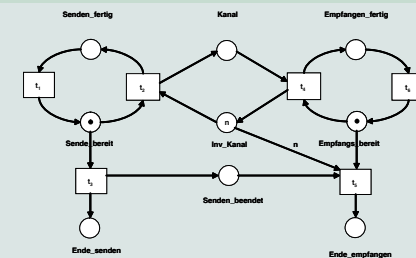 Senden_fertig Kanal Empfangen_fertig
t1 t2 t4 t6
n
Sende_bereit Inv_Kanal n Empfangs_bereit
t3 t5
Senden_beendet
Ende_senden Ende_empfangen